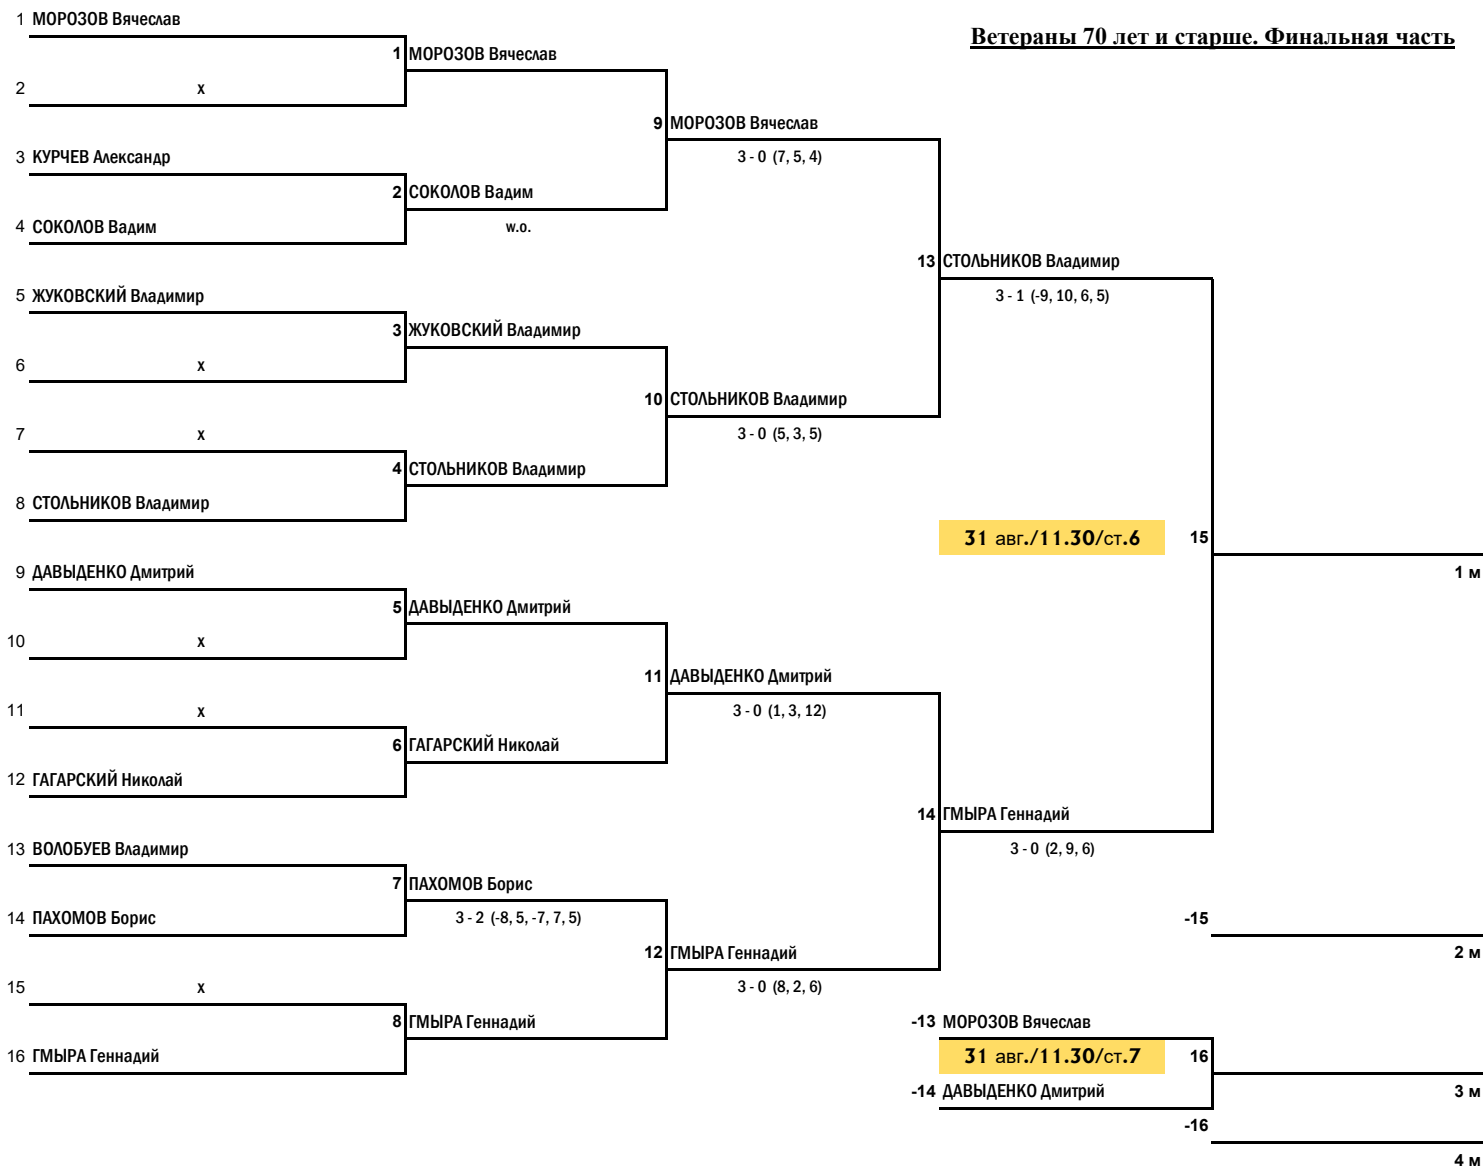 1 МОРОЗОВ Вячеслав
Ветераны 70 лет и старше. Финальная часть
1 МОРОЗОВ Вячеслав
2 x
9 МОРОЗОВ Вячеслав
3 КУРЧЕВ Александр
3 - 0 (7, 5, 4)
2 СОКОЛОВ Вадим
4 СОКОЛОВ Вадим
w.o.
13 СТОЛЬНИКОВ Владимир
5 ЖУКОВСКИЙ Владимир
3 - 1 (-9, 10, 6, 5)
3 ЖУКОВСКИЙ Владимир
6 x
10 СТОЛЬНИКОВ Владимир
7 x
3 - 0 (5, 3, 5)
4 СТОЛЬНИКОВ Владимир
8 СТОЛЬНИКОВ Владимир
31 авг./11.30/ст.6 15
9 ДАВЫДЕНКО Дмитрий
1 м
5 ДАВЫДЕНКО Дмитрий
10 x
11 ДАВЫДЕНКО Дмитрий
11 x
3 - 0 (1, 3, 12)
6 ГАГАРСКИЙ Николай
12 ГАГАРСКИЙ Николай
14 ГМЫРА Геннадий
13 ВОЛОБУЕВ Владимир
3 - 0 (2, 9, 6)
7 ПАХОМОВ Борис
14 ПАХОМОВ Борис
3 - 2 (-8, 5, -7, 7, 5)
-15
12 ГМЫРА Геннадий
2 м
15 x
3 - 0 (8, 2, 6)
8 ГМЫРА Геннадий
-13 МОРОЗОВ Вячеслав
16 ГМЫРА Геннадий
31 авг./11.30/ст.7 16
-14 ДАВЫДЕНКО Дмитрий
3 м
-16
4 м